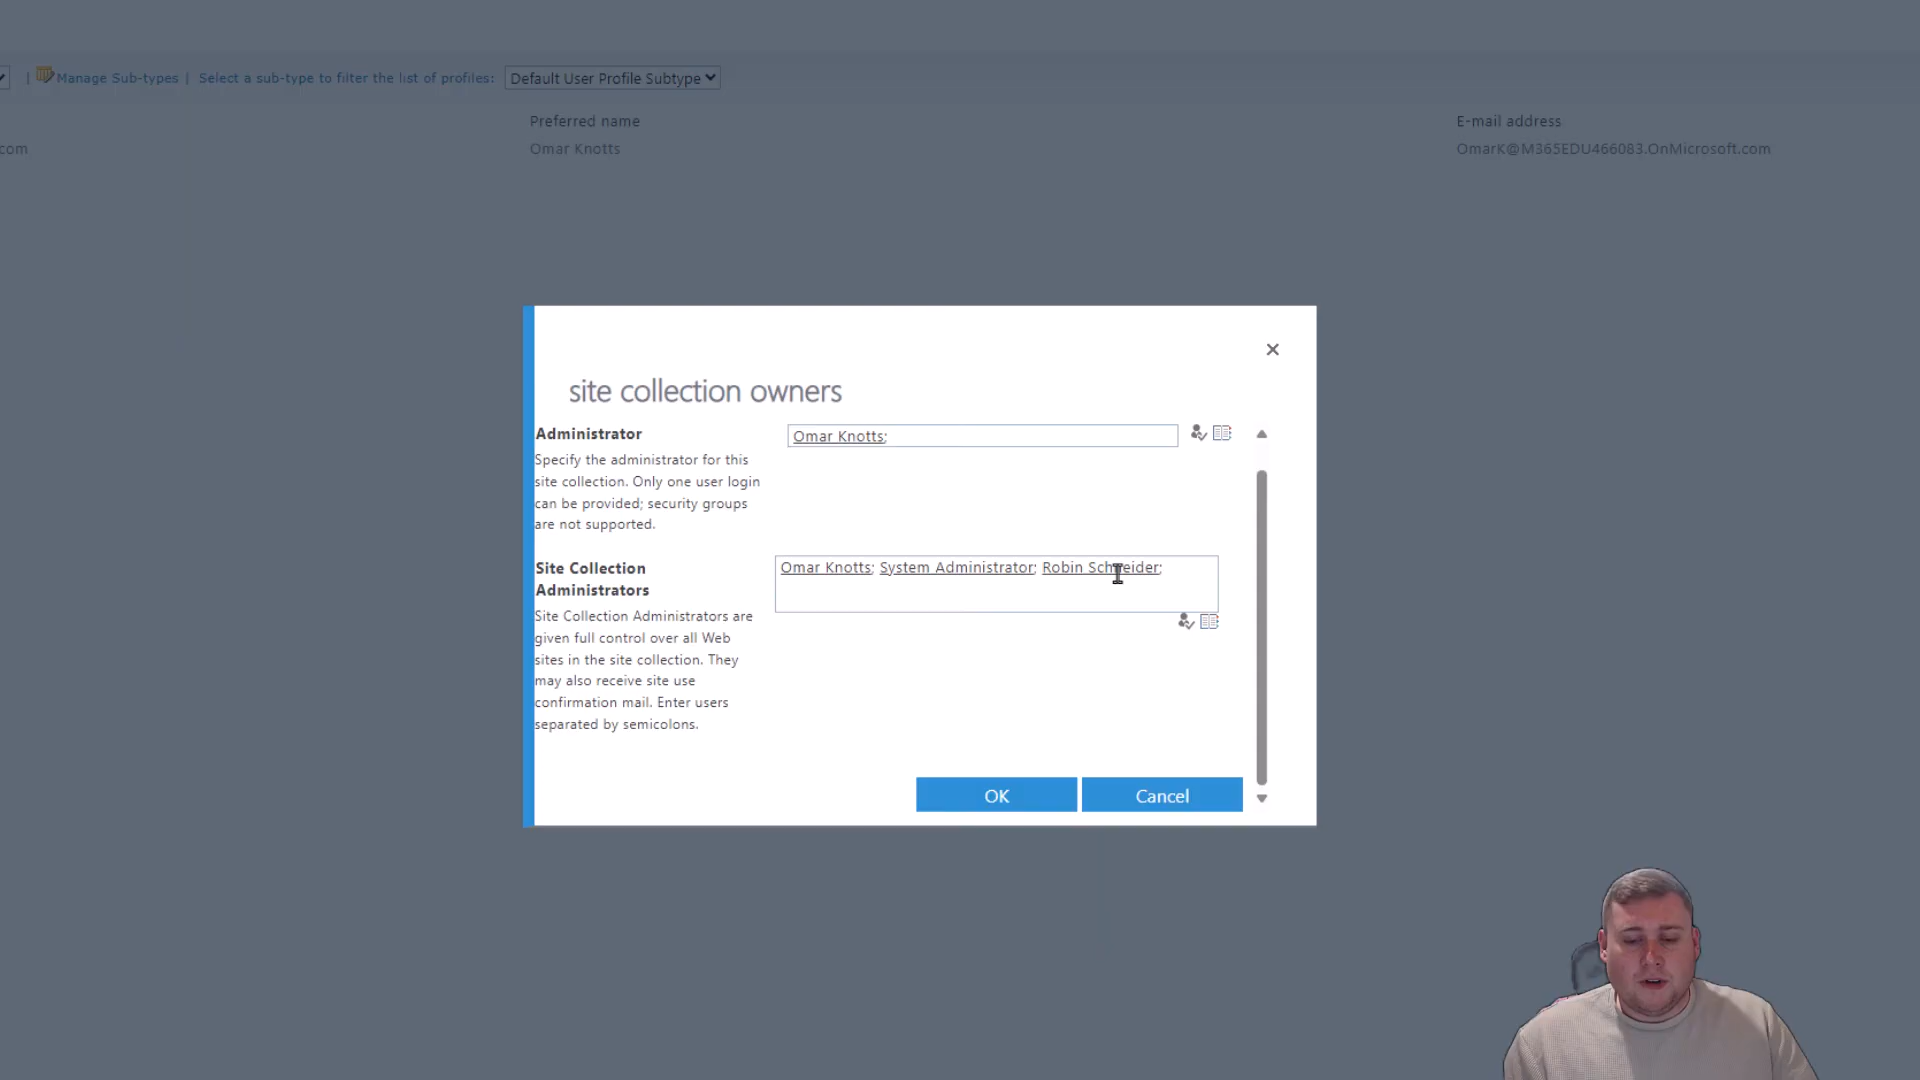 | Manage Sub-types | Select a sub-type to filter the list of profiles: Default User Profile Subtype
Preferred name E-mail address
com Omar Knotts OmarK@M365EDU466083.OnMicrosoft.com
site collection owners
Administrator
Omar Knotts;
Specify the administrator for this
site collection. Only one user login
can be provided; security groups
are not supported.
Site Collection
Administrators
Omar Knotts; System Administrator; Robin Schneider;
Site Collection Administrators are
given full control over all Web
sites in the site collection. They
may also receive site use
confirmation mail. Enter users
separated by semicolons.
OK Cancel